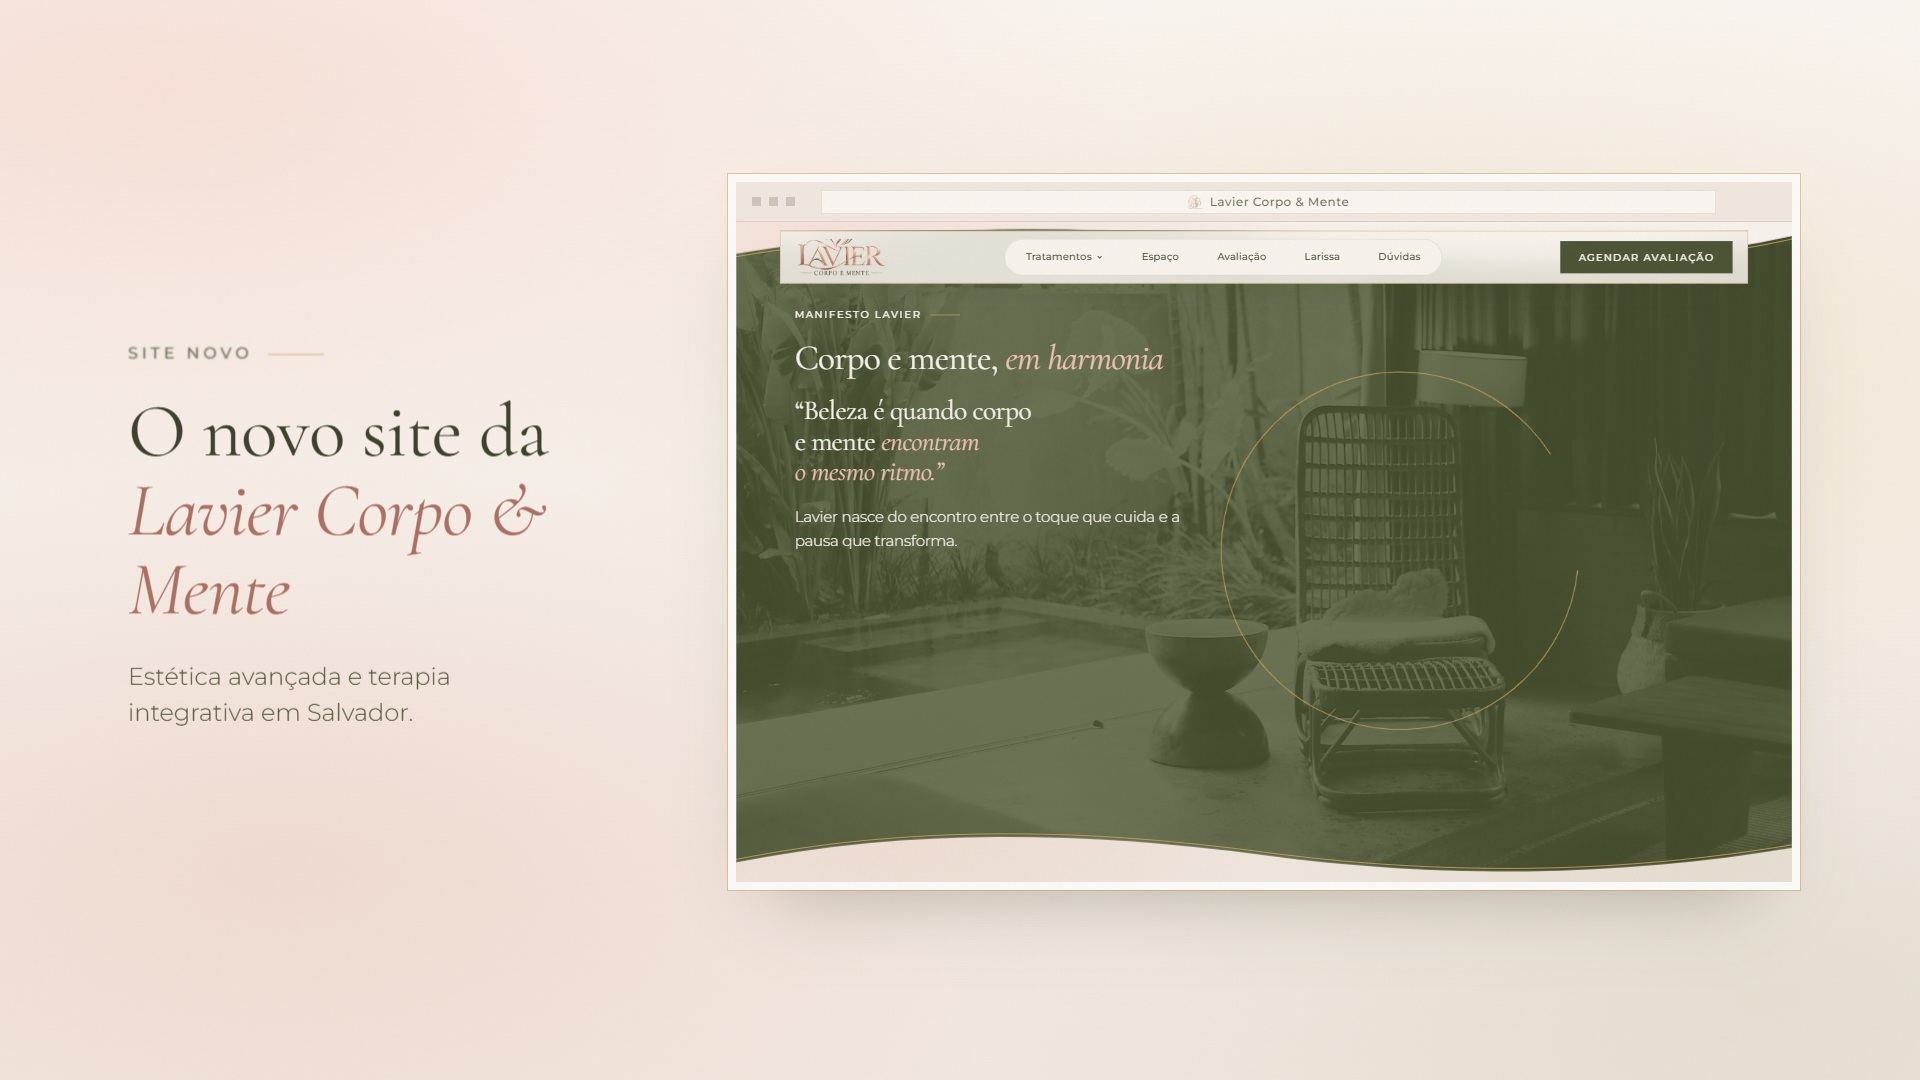 SITE NOVO
O novo site da
Lavier Corpo &
Mente
Estética avançada e terapia
integrativa em Salvador.
Lavier Corpo & Mente
LAVIER
CORPO E MENTE
Tratamentos
Espaço
Avaliação
Larissa
Dúvidas
AGENDAR AVALIAÇÃO
MANIFESTO LAVIER
Corpo e mente, em harmonia
“Beleza é quando corpo
e mente encontram
o mesmo ritmo.”
Lavier nasce do encontro entre o toque que cuida e a
pausa que transforma.